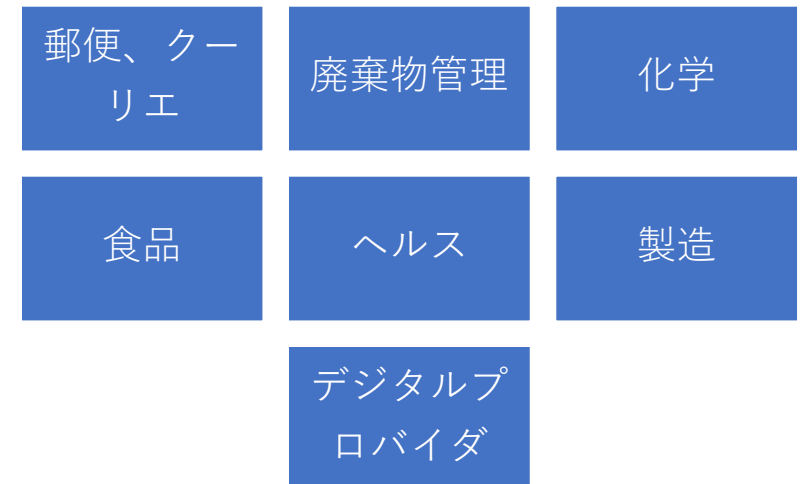 郵便、クー
リエ
廃棄物管理
化学
食品
ヘルス
製造
デジタルプ
ロバイダ